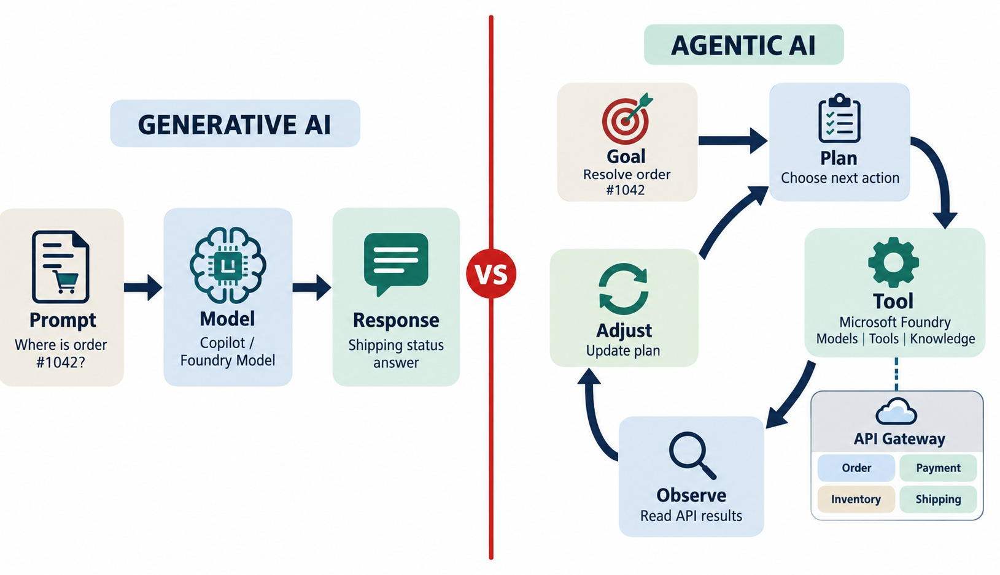 GENERATIVE AI
Prompt
Where is order
#1042?
Model
Copilot /
Foundry Model
Response
Shipping status
answer
VS
AGENTIC AI
Goal
Resolve order
#1042
Plan
Choose next action
Tool
Microsoft Foundry
Models | Tools | Knowledge
API Gateway
Order
Payment
Inventory
Shipping
Observe
Read API results
Adjust
Update plan